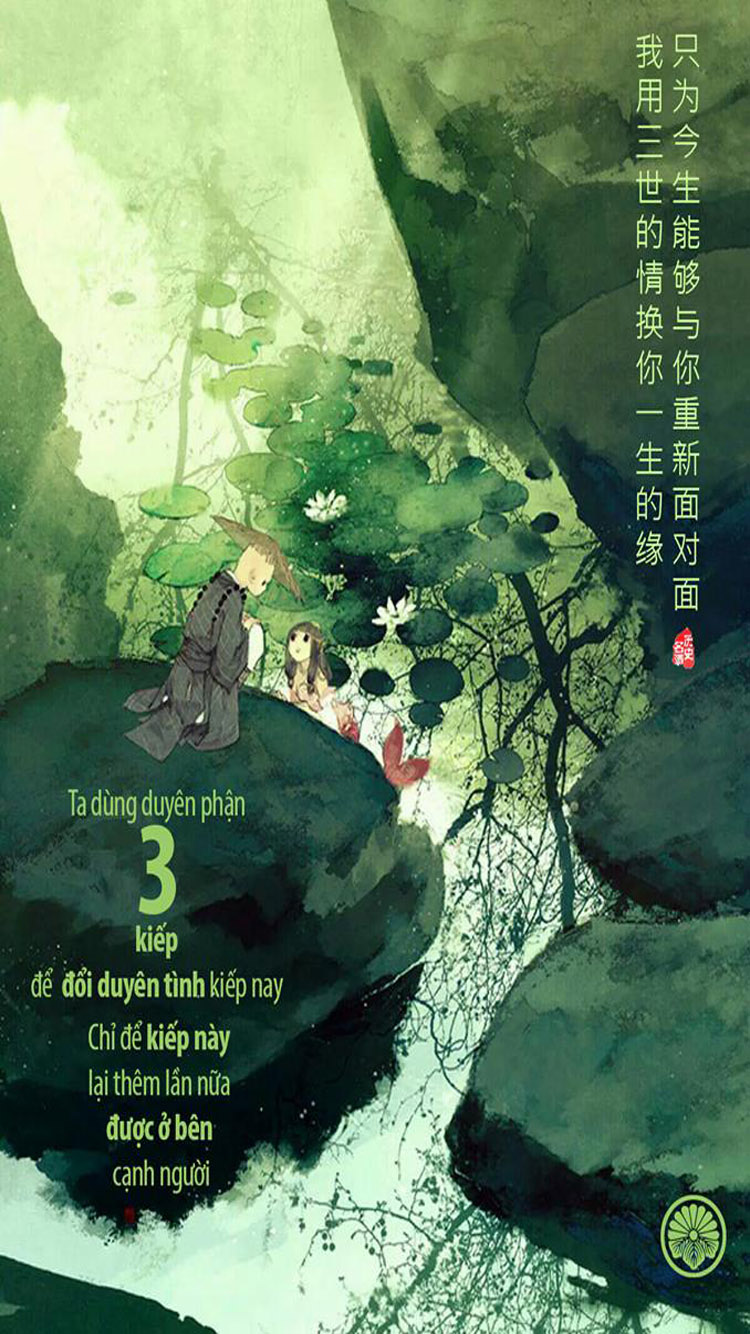 只为今生能够与你重新面对面
我用三世的情换你一生的缘
Ta dùng duyên phận
3
kiếp
để đổi duyên tình kiếp nay
Chỉ để kiếp này
lại thêm lần nữa
được ở bên
cạnh người